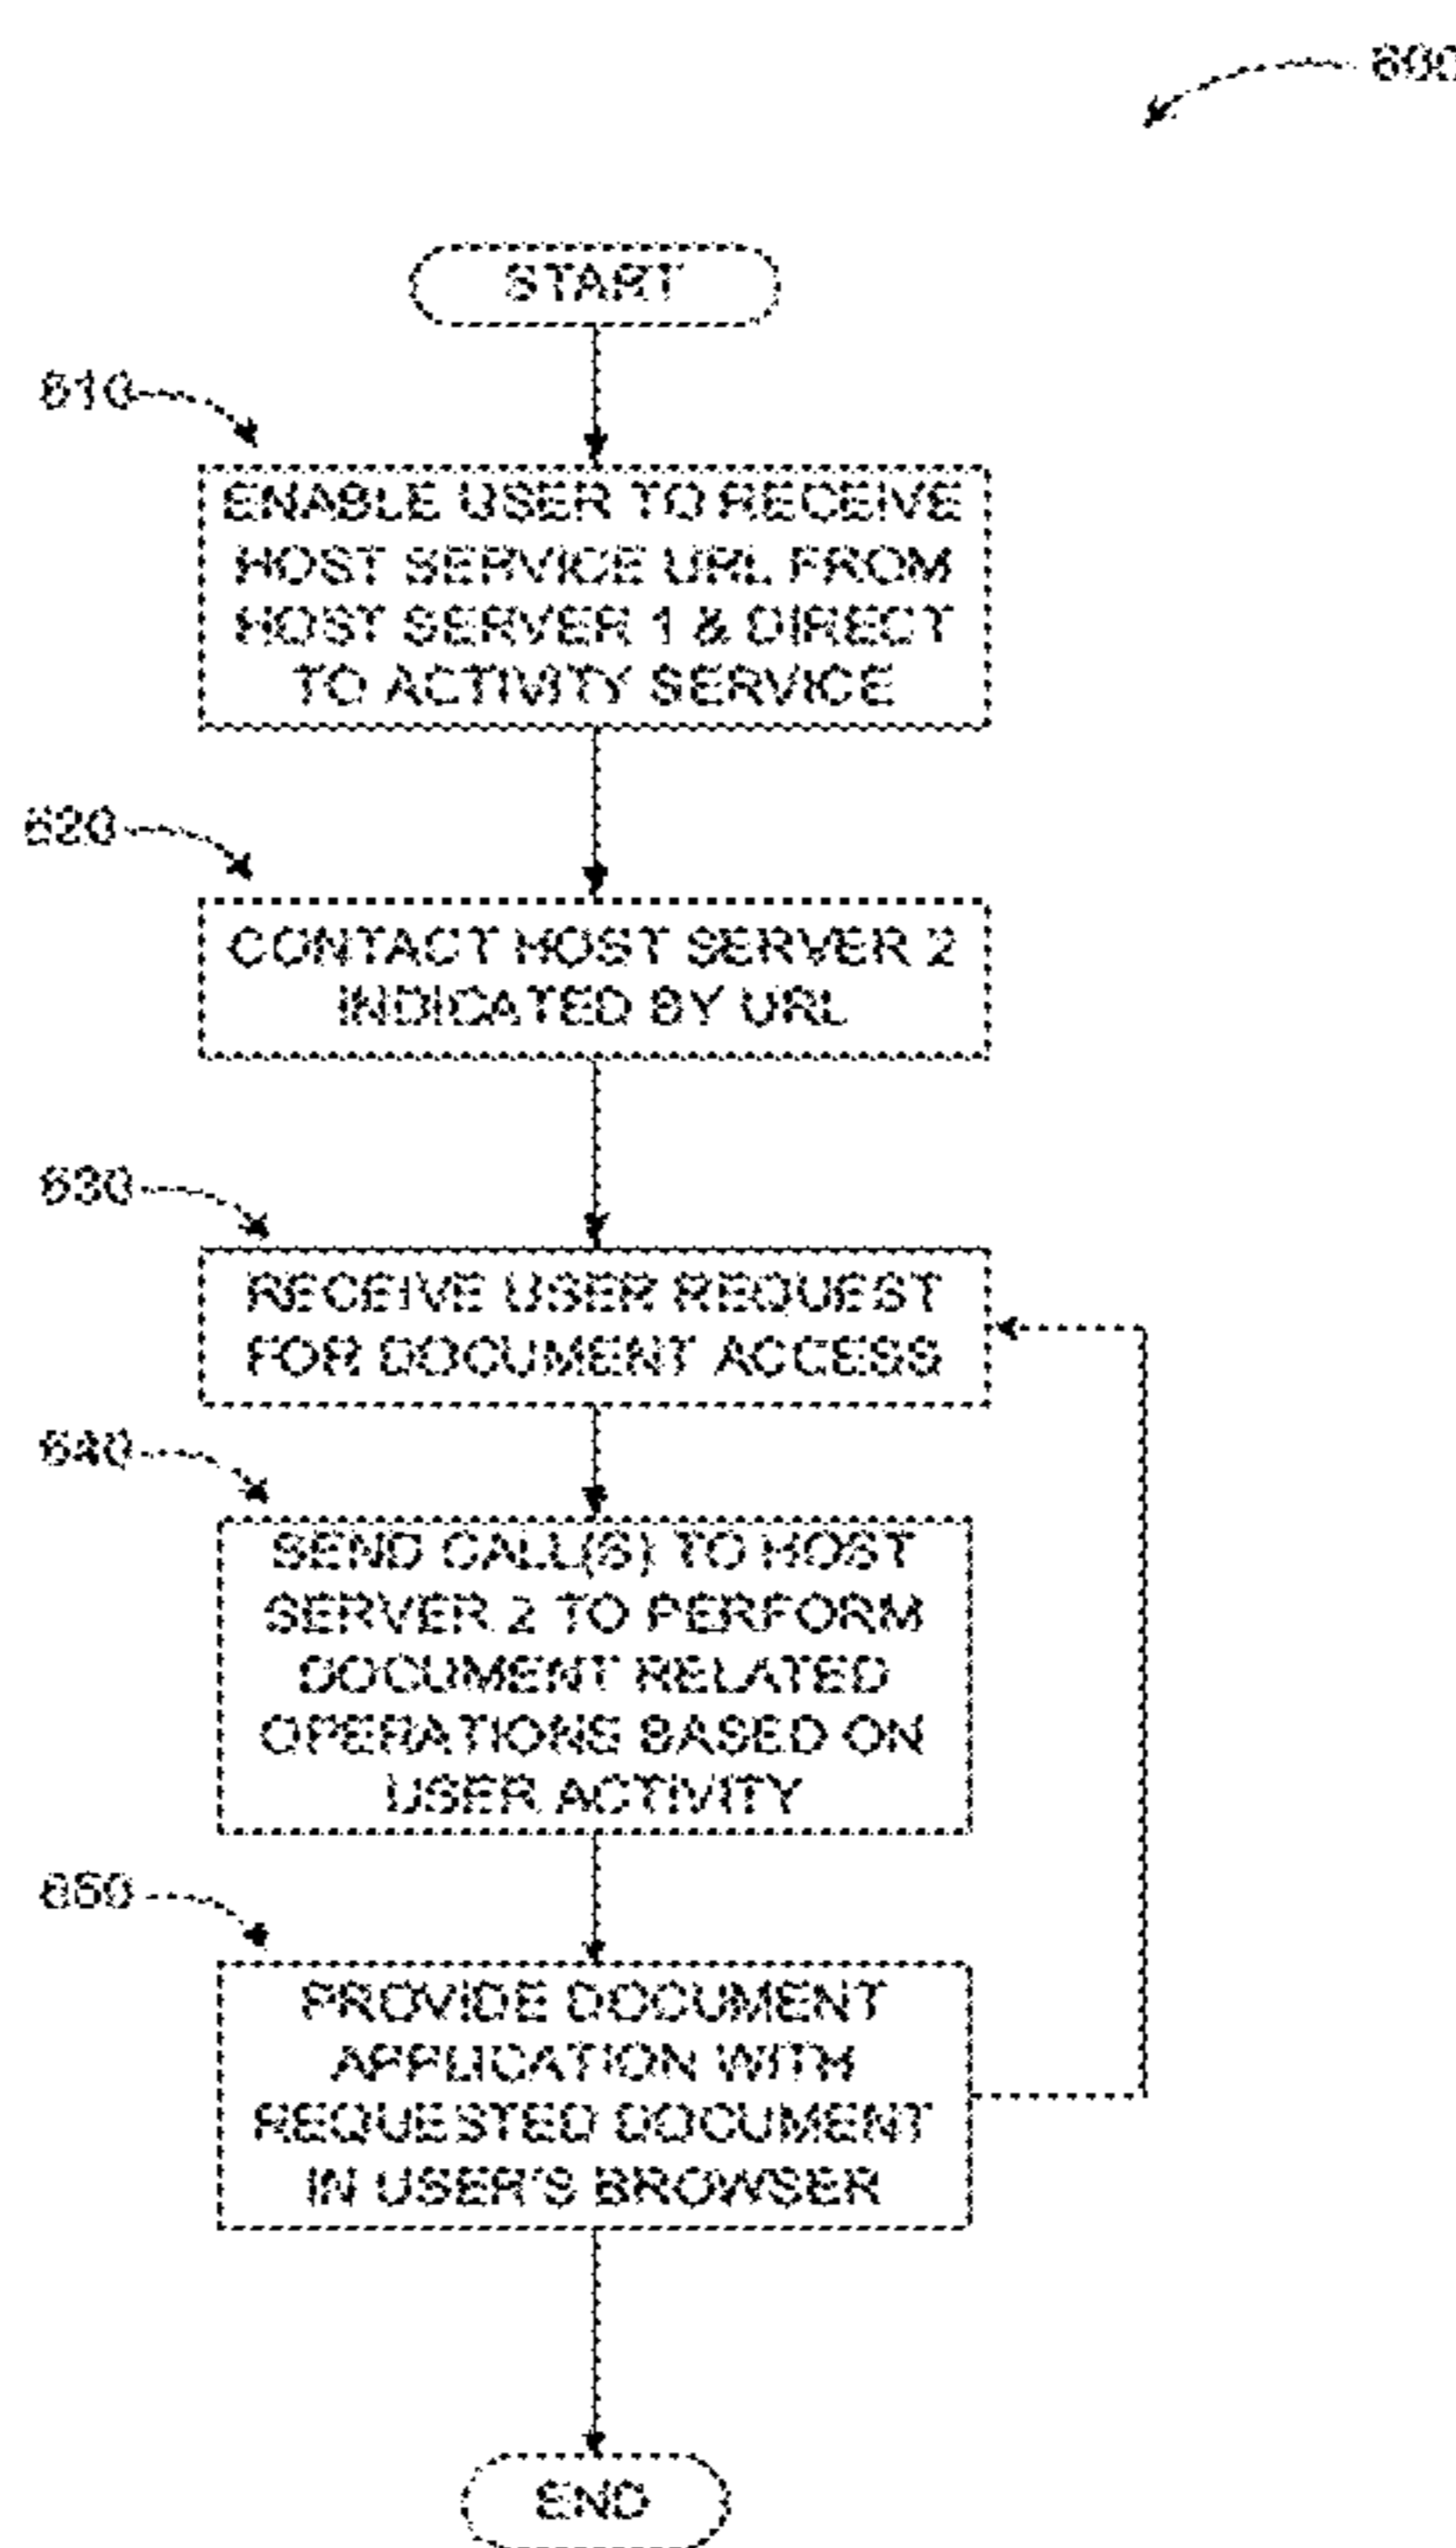 600
START
610
ENABLE USER TO RECEIVE
HOST SERVICE URL FROM
HOST SERVER 1 & DIRECT
TO ACTIVITY SERVICE
620
CONTACT HOST SERVER 2
INDICATED BY URL
630
RECEIVE USER REQUEST
FOR DOCUMENT ACCESS
640
SEND CALL(S) TO HOST
SERVER 2 TO PERFORM
DOCUMENT RELATED
OPERATIONS BASED ON
USER ACTIVITY
650
PROVIDE DOCUMENT
APPLICATION WITH
REQUESTED DOCUMENT
IN USER'S BROWSER
END